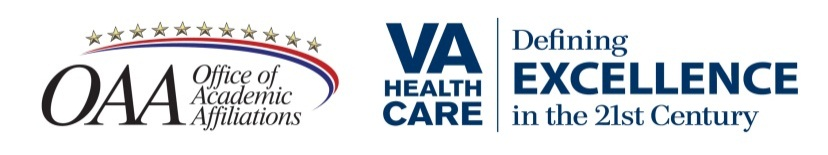 OAA Office of
Academic
Affiliations
VA
HEALTH
CARE
Defining
EXCELLENCE
in the 21st Century